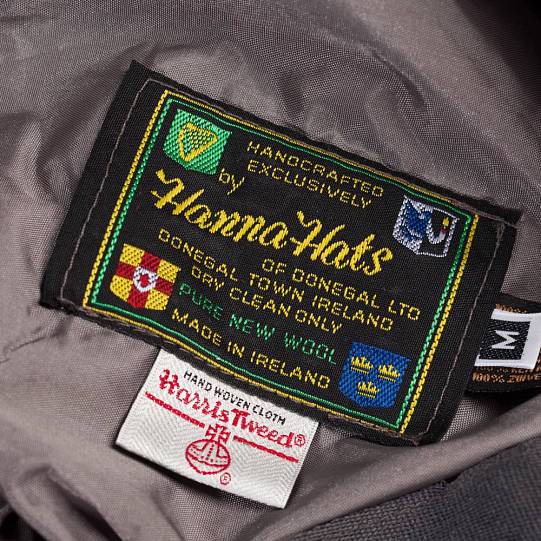 HANDCRAFTED
EXCLUSIVELY
by
Hanna Hats
OF DONEGAL LTD
DONEGAL TOWN IRELAND
DRY CLEAN ONLY
PURE NEW WOOL
MADE IN IRELAND
M
HAND WOVEN CLOTH
Harris Tweed®
®